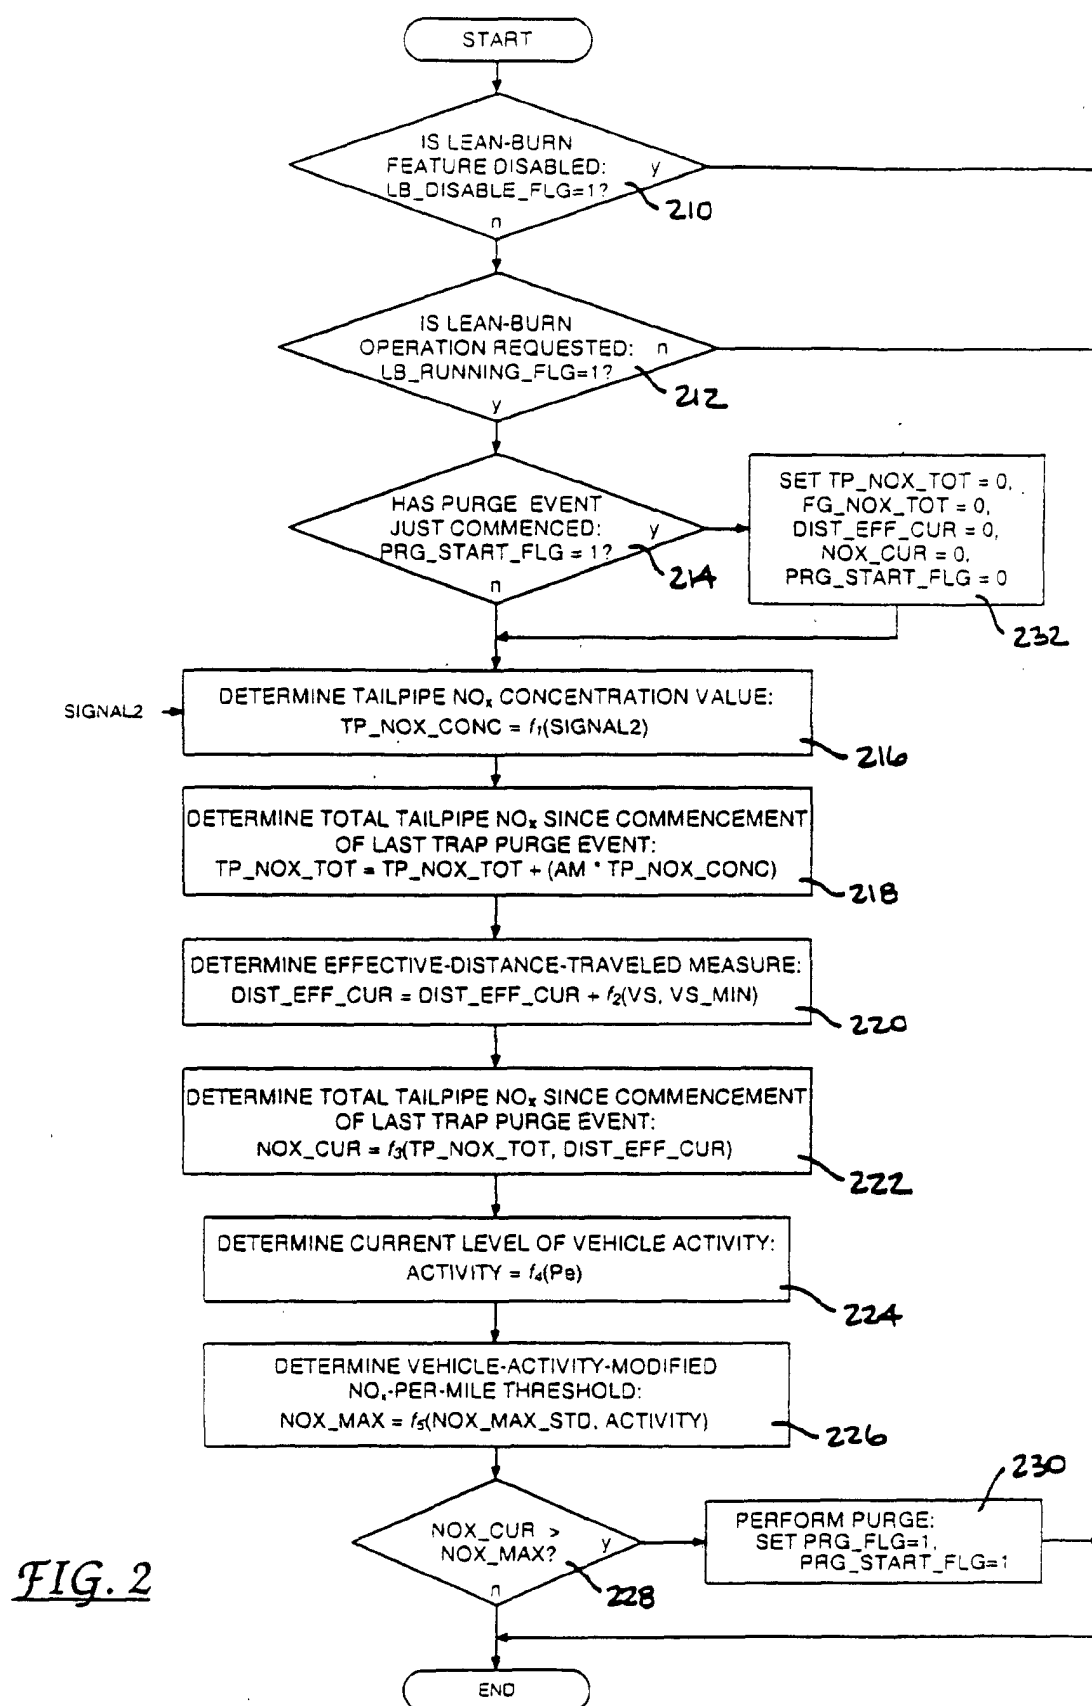 START
IS LEAN-BURN
FEATURE DISABLED: y
LB_DISABLE_FLG=1?
210
n
IS LEAN-BURN
OPERATION REQUESTED: n
LB_RUNNING_FLG=1?
212
y
HAS PURGE EVENT
JUST COMMENCED: y
PRG_START_FLG = 1?
214
n
SET TP_NOX_TOT = 0,
FG_NOX_TOT = 0,
DIST_EFF_CUR = 0,
NOX_CUR = 0,
PRG_START_FLG = 0
232
SIGNAL2
DETERMINE TAILPIPE NOx CONCENTRATION VALUE:
TP_NOX_CONC = f1(SIGNAL2)
216
DETERMINE TOTAL TAILPIPE NOx SINCE COMMENCEMENT
OF LAST TRAP PURGE EVENT:
TP_NOX_TOT = TP_NOX_TOT + (AM * TP_NOX_CONC)
218
DETERMINE EFFECTIVE-DISTANCE-TRAVELED MEASURE:
DIST_EFF_CUR = DIST_EFF_CUR + f2(VS, VS_MIN)
220
DETERMINE TOTAL TAILPIPE NOx SINCE COMMENCEMENT
OF LAST TRAP PURGE EVENT:
NOX_CUR = f3(TP_NOX_TOT, DIST_EFF_CUR)
222
DETERMINE CURRENT LEVEL OF VEHICLE ACTIVITY:
ACTIVITY = f4(Pe)
224
DETERMINE VEHICLE-ACTIVITY-MODIFIED
NOx-PER-MILE THRESHOLD:
NOX_MAX = f5(NOX_MAX_STD, ACTIVITY)
226
NOX_CUR >
NOX_MAX? y
228
n
230
PERFORM PURGE:
SET PRG_FLG=1,
PRG_START_FLG=1
FIG. 2
END